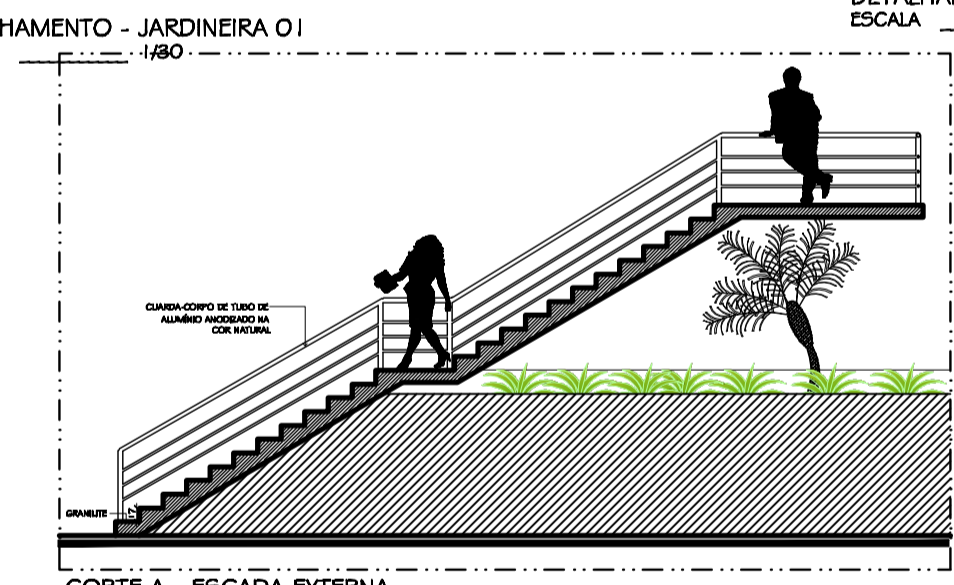 HAMENTO - JARDINEIRA 01
1/30
ESCALA
GUARDA-CORPO DE TUBO DE
ALUMÍNIO ANODIZADO NA
COR NATURAL
GRANILITE
17
CORTE A - ESCADA EXTERNA